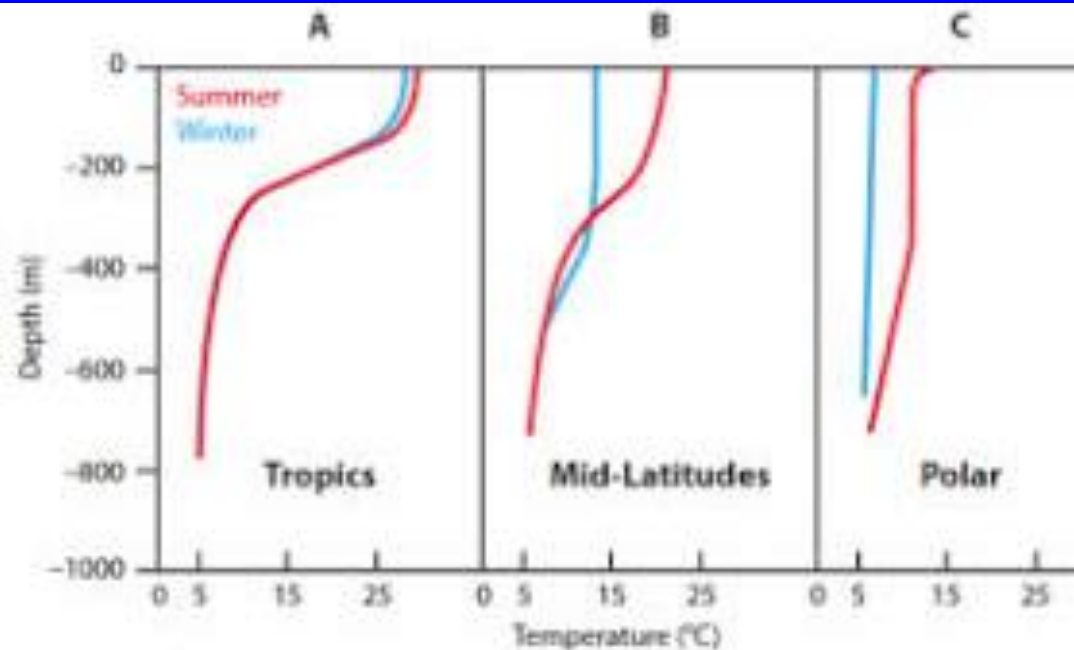 A B C
0
Summer
Winter
-200
-400
Depth (m)
-600
-800
Tropics Mid-Latitudes Polar
-1000
0 5 15 25 0 5 15 25 0 5 15 25
Temperature (°C)